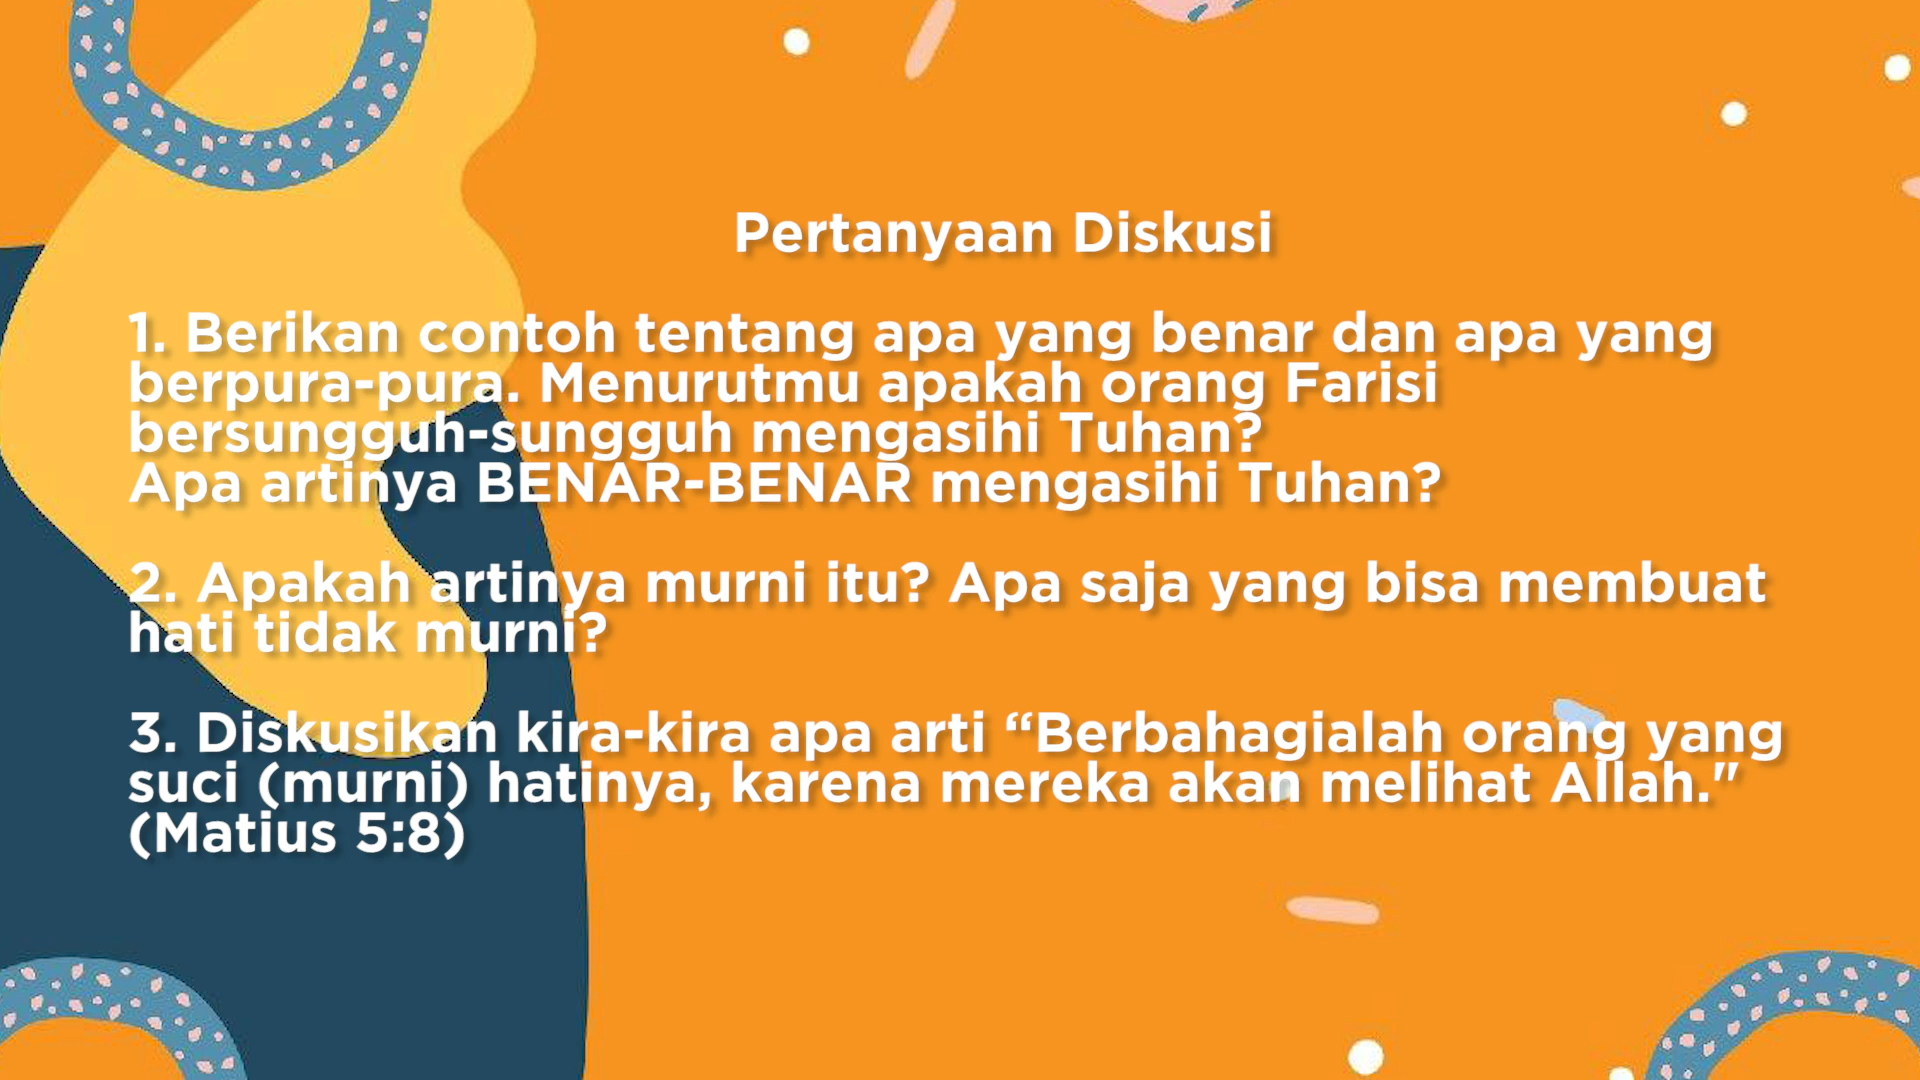 Pertanyaan Diskusi
1. Berikan contoh tentang apa yang benar dan apa yang
berpura-pura. Menurutmu apakah orang Farisi
bersungguh-sungguh mengasihi Tuhan?
Apa artinya BENAR-BENAR mengasihi Tuhan?
2. Apakah artinya murni itu? Apa saja yang bisa membuat
hati tidak murni?
3. Diskusikan kira-kira apa arti “Berbahagialah orang yang
suci (murni) hatinya, karena mereka akan melihat Allah."
(Matius 5:8)